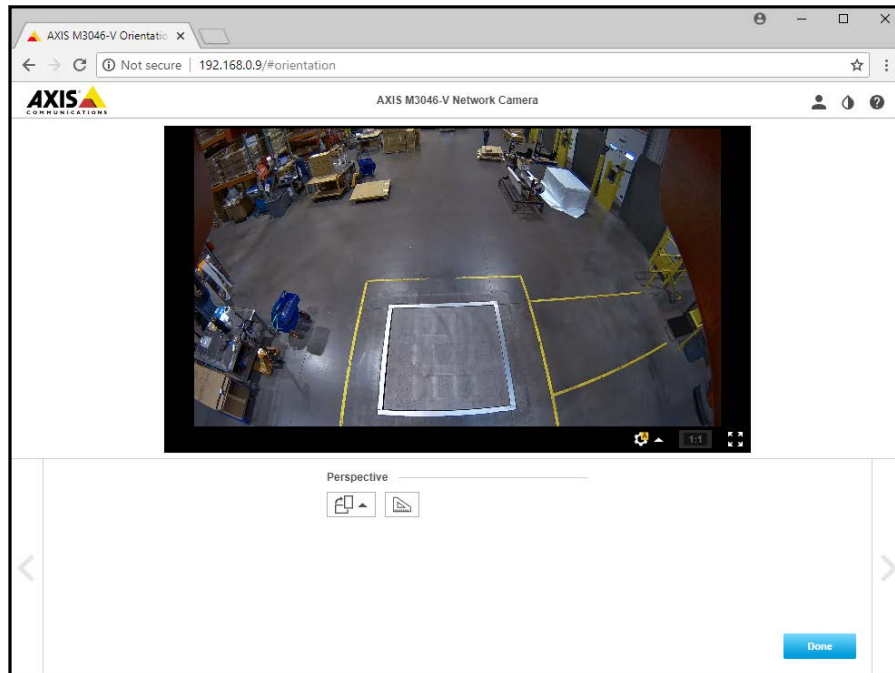 AXIS M3046-V Orientatio
Not secure | 192.168.0.9/#orientation
AXIS
COMMUNICATIONS
AXIS M3046-V Network Camera
1:1
Perspective
Done